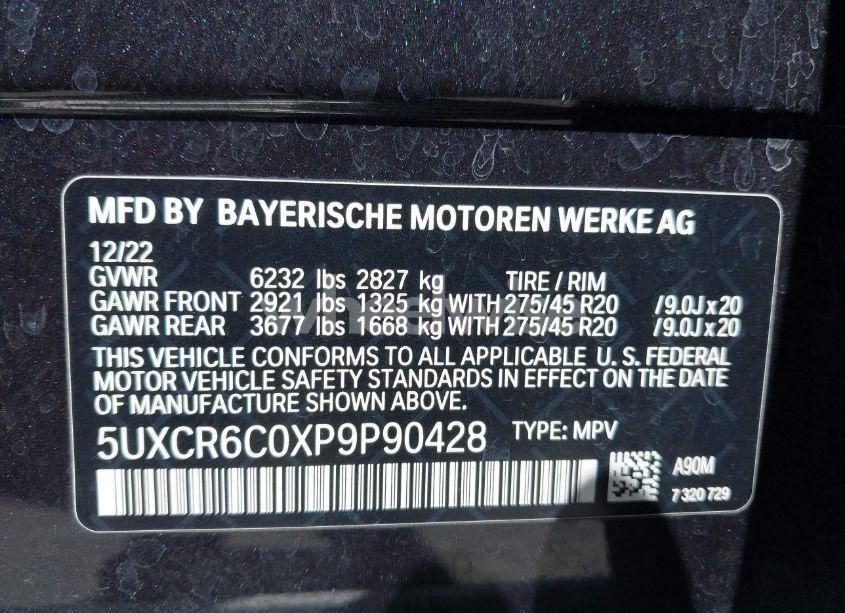 MFD BY BAYERISCHE MOTOREN WERKE AG
12/22
GVWR 6232 lbs 2827 kg TIRE / RIM
GAWR FRONT 2921 lbs 1325 kg WITH 275/45 R20 /9.0J x 20
GAWR REAR 3677 lbs 1668 kg WITH 275/45 R20 /9.0J x 20
THIS VEHICLE CONFORMS TO ALL APPLICABLE U. S. FEDERAL
MOTOR VEHICLE SAFETY STANDARDS IN EFFECT ON THE DATE
OF MANUFACTURE SHOWN ABOVE.
5UXCR6C0XP9P90428 TYPE: MPV
A90M
7 320 729